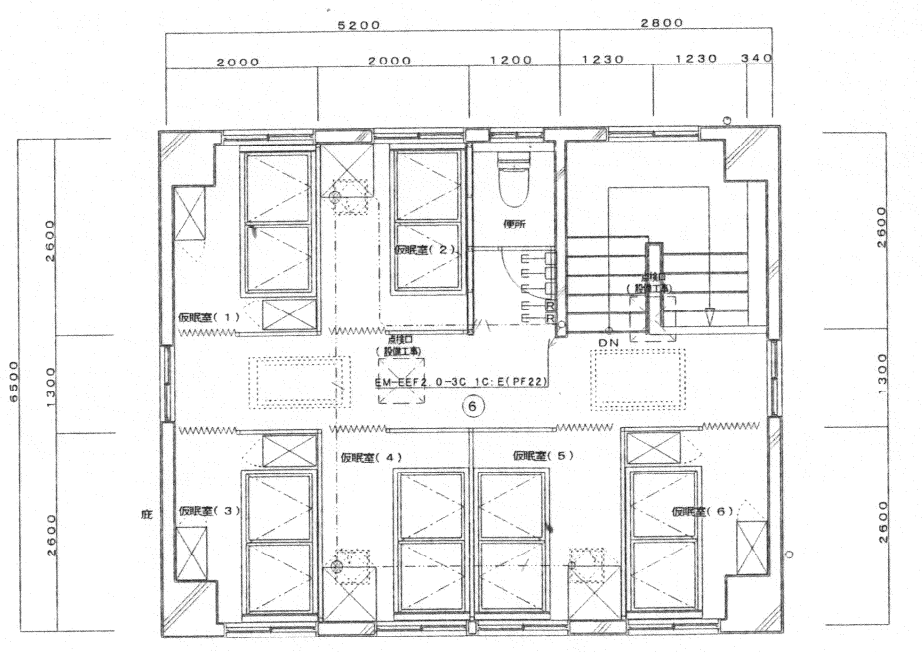 5200
2800
2000
2000
1200
1230
1230
340
2600
2600
便所
仮眠室(2)
点検口
(設備工事)
仮眠室(1)
R
R
DN
点検口
(設備工事)
6500
1300
1300
EM-EEF2.0-3C 1C:E(PF22)
6
仮眠室(4)
仮眠室(5)
仮眠室(3)
仮眠室(6)
庇
2600
2600